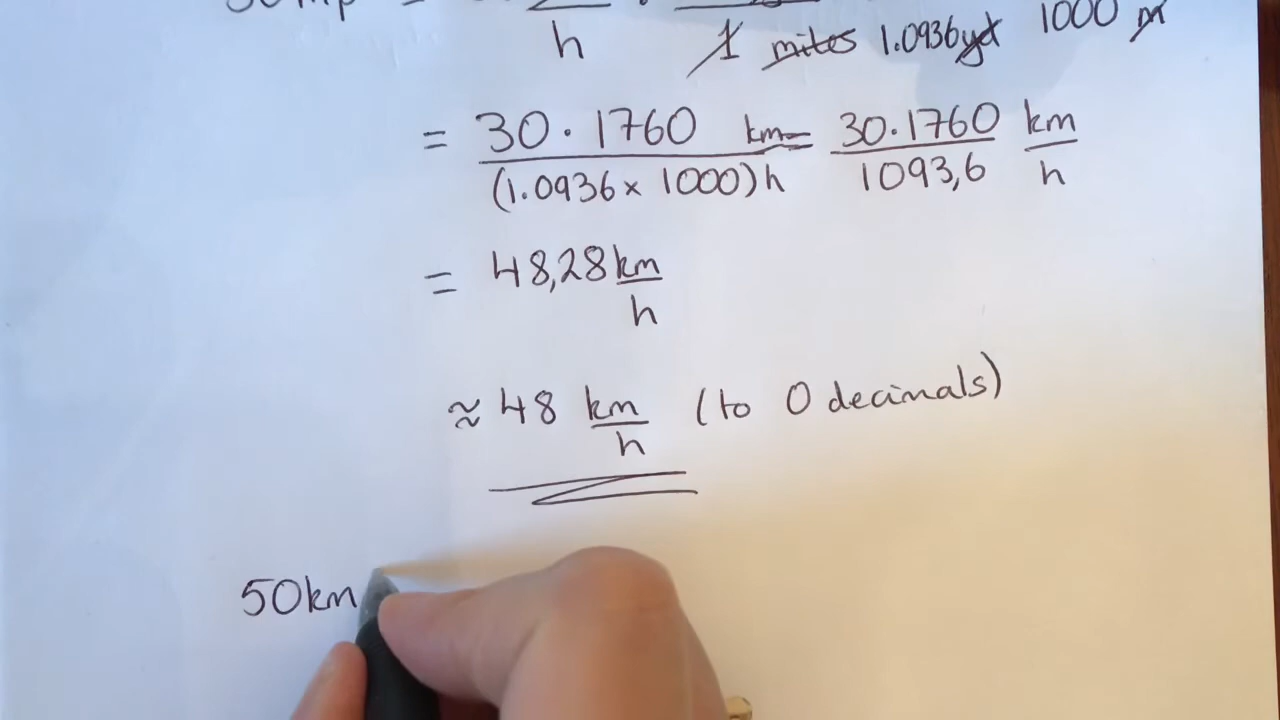 = h
1 miles 1.0936yd 1000 m
= 30·1760 km = 30·1760 km
(1.0936 × 1000)h 1093,6 h
= 48,28 km
h
≈ 48 km (to 0 decimals)
h
50km